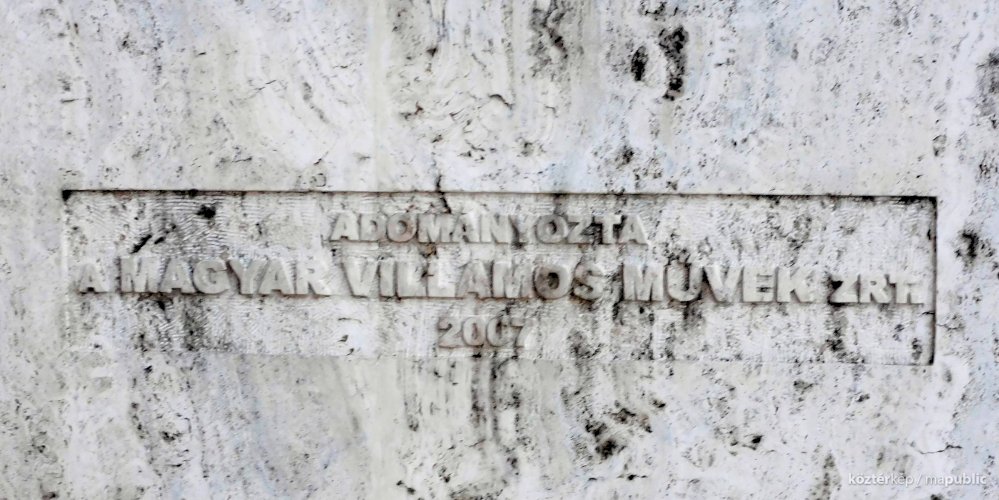 ADOMÁNYOZTA
A MAGYAR VILLAMOS MŰVEK ZRT.
2007
köztérkép / mapublic